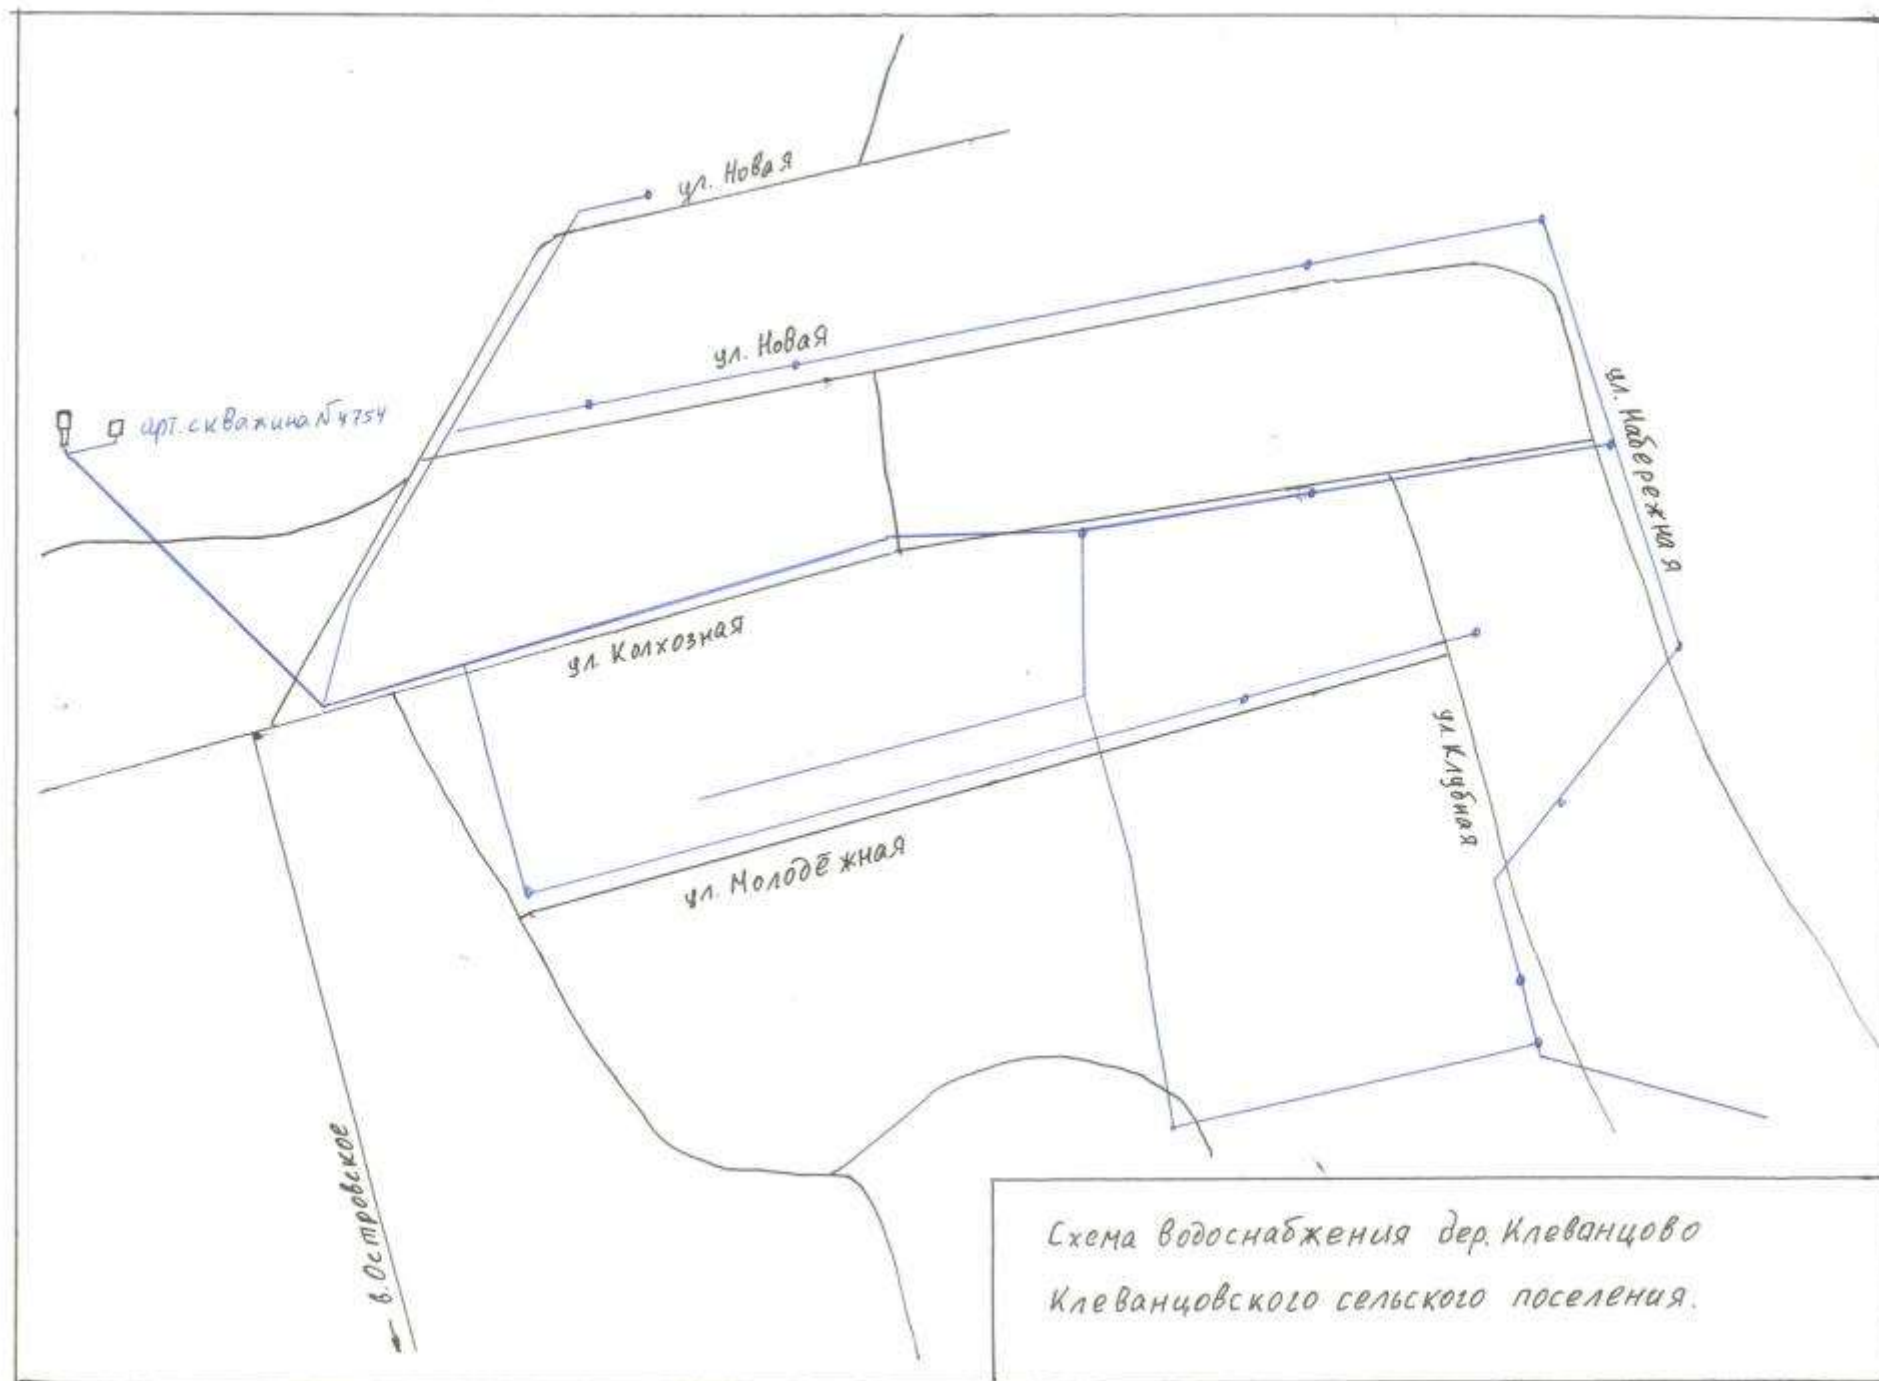 ул. Новая
ул. Новая
ул. Набережная
арт. скважина №4754
ул. Колхозная
ул. Клубная
ул. Молодёжная
в. Островское
Схема водоснабжения дер. Клеванцово
Клеванцовского сельского поселения.